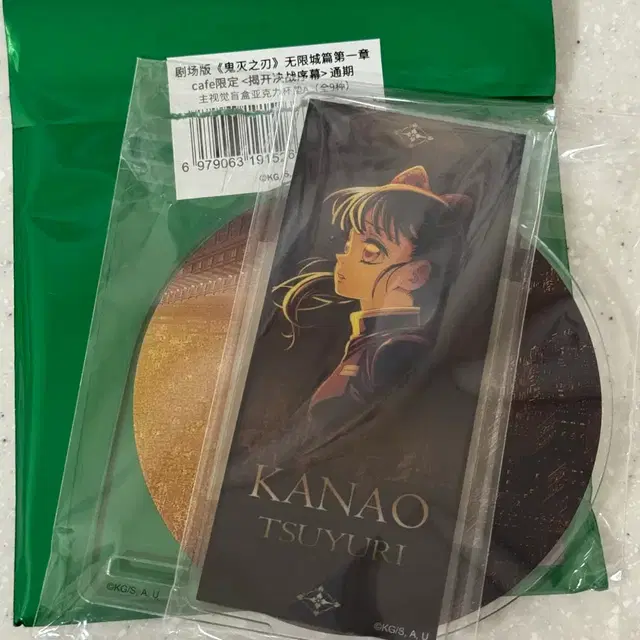 剧场版《鬼灭之刃》无限城篇第一章
cafe限定<揭开决战序幕>通期
主视觉盲盒亚克力杯垫A（全9种）
6 979063 19152
©KG/S,
KANAO
TSUYURI
©KG/S, A, U
©KG/S, A, U